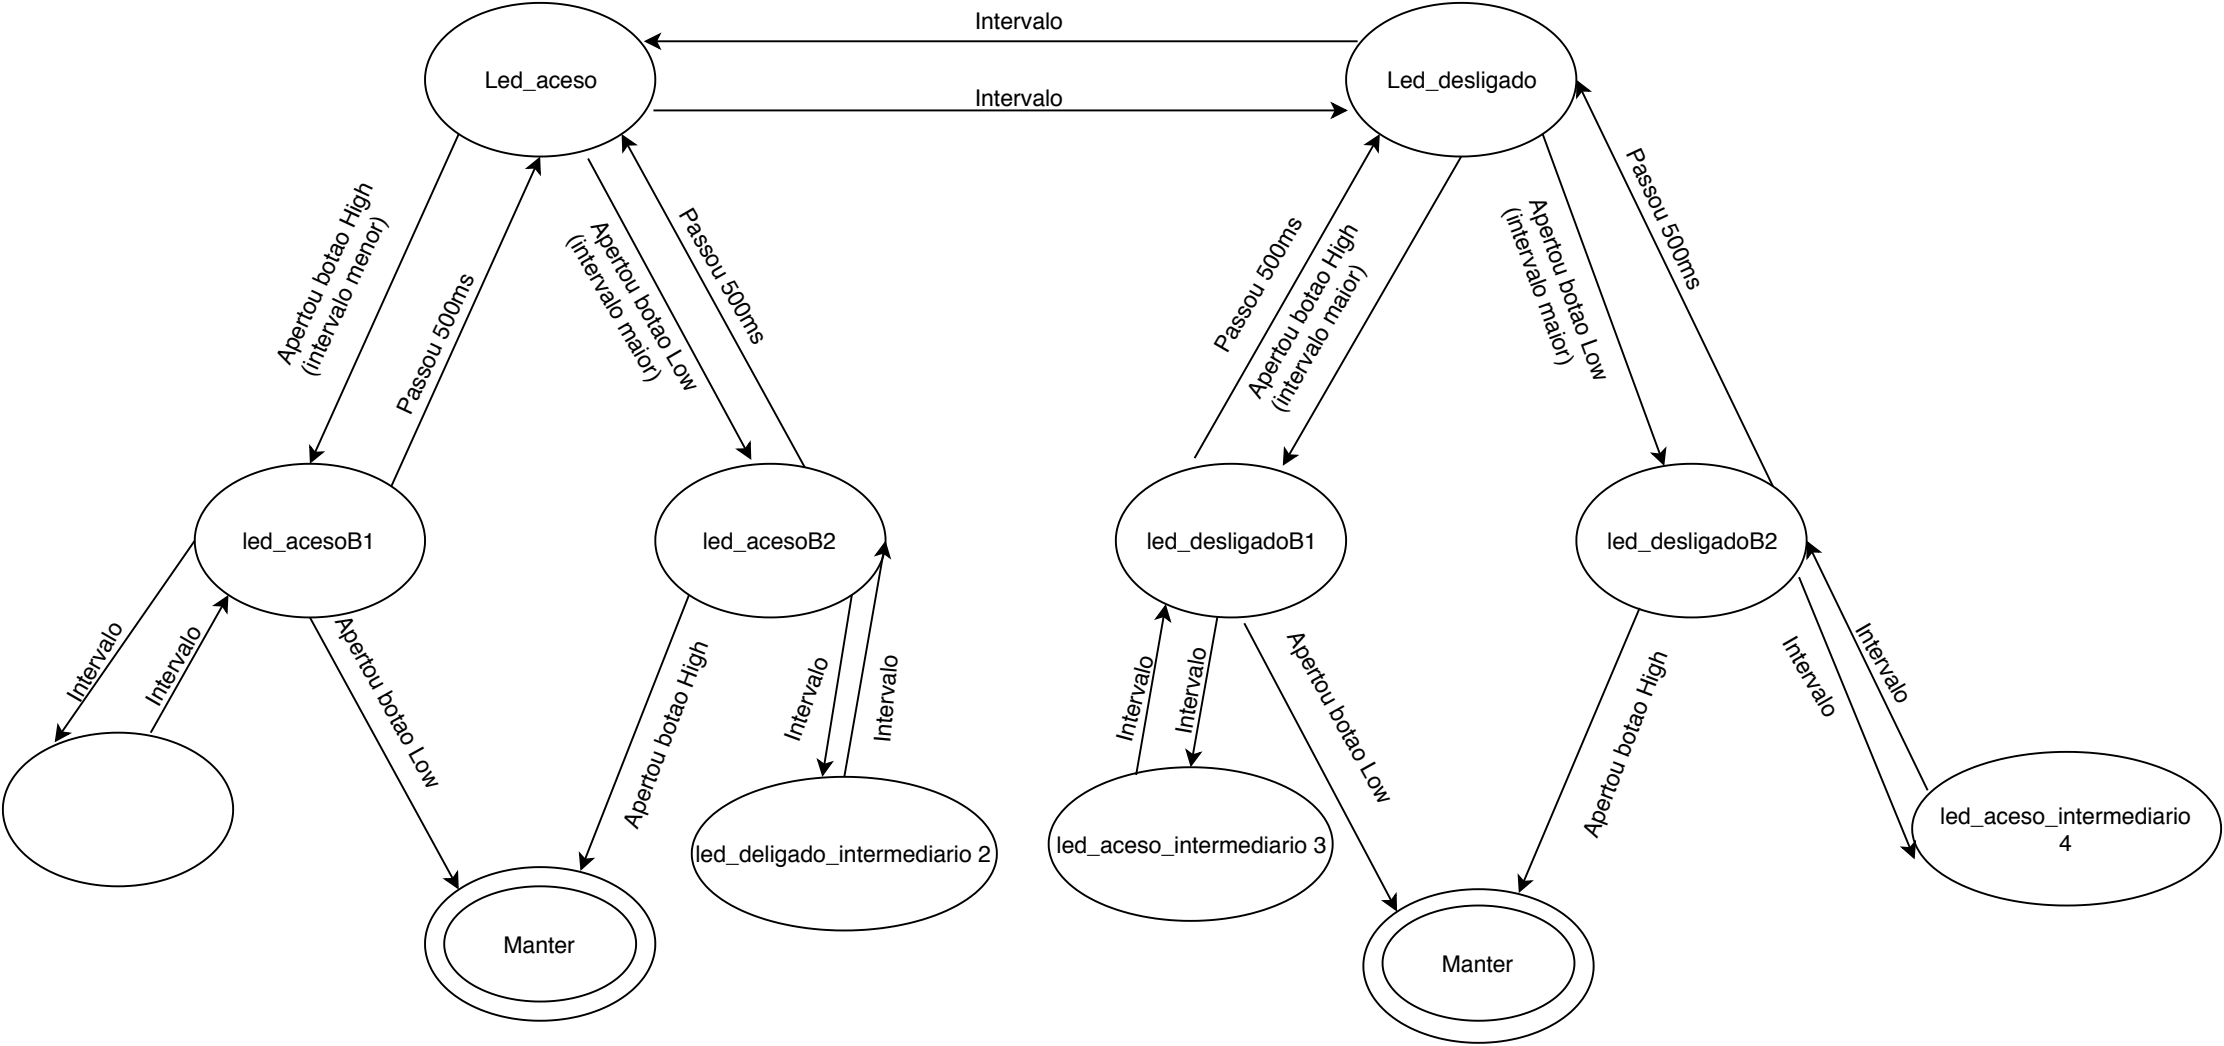 Intervalo
Led_aceso
Led_desligado
Intervalo
Apertou botao High
(intervalo menor)
Passou 500ms
Apertou botao Low
(intervalo maior)
Passou 500ms
Passou 500ms
Apertou botao High
(intervalo maior)
Apertou botao Low
(intervalo maior)
Passou 500ms
led_acesoB1
led_acesoB2
led_desligadoB1
led_desligadoB2
Intervalo
Intervalo
Apertou botao Low
Apertou botao High
Intervalo
Intervalo
Intervalo
Intervalo
Apertou botao Low
Apertou botao High
Intervalo
Intervalo
led_deligado_intermediario 2
led_aceso_intermediario 3
led_aceso_intermediario
4
Manter
Manter